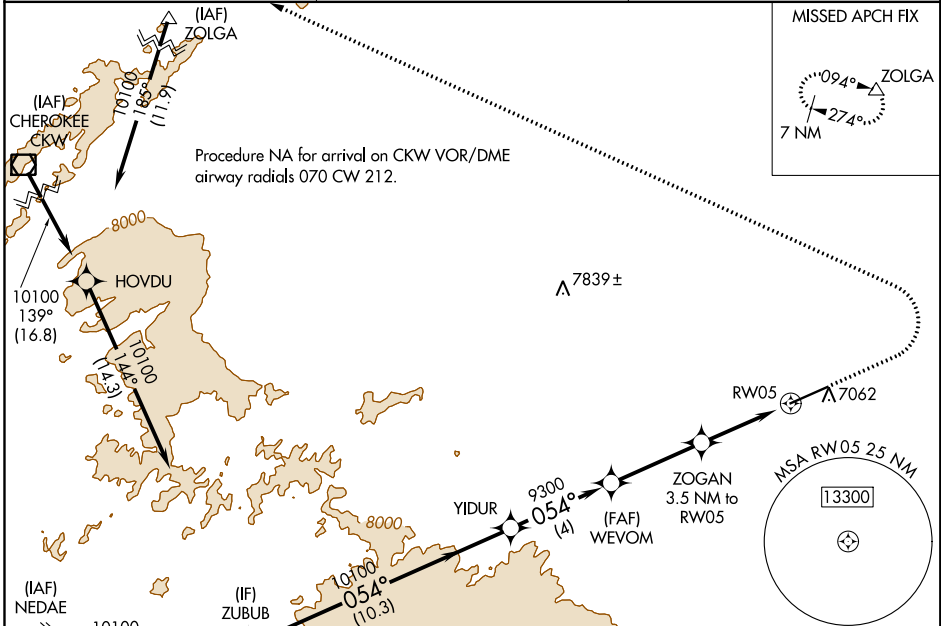 (IAF)
ZOLGA
10100
185°
(11.9)
(IAF)
CHEROKEE
CKW
Procedure NA for arrival on CKW VOR/DME
airway radials 070 CW 212.
MISSED APCH FIX
094°
ZOLGA
274°
7 NM
8000
HOVDU
10100
139°
(16.8)
7839±
10100
144°
(14.3)
RW05
7062
MSA RW 05 25 NM
13300
ZOGAN
3.5 NM to
RW05
9300
054°
(4)
(FAF)
WEVOM
YIDUR
8000
10100
054°
(10.3)
(IF)
ZUBUB
(IAF)
NEDAE
10100